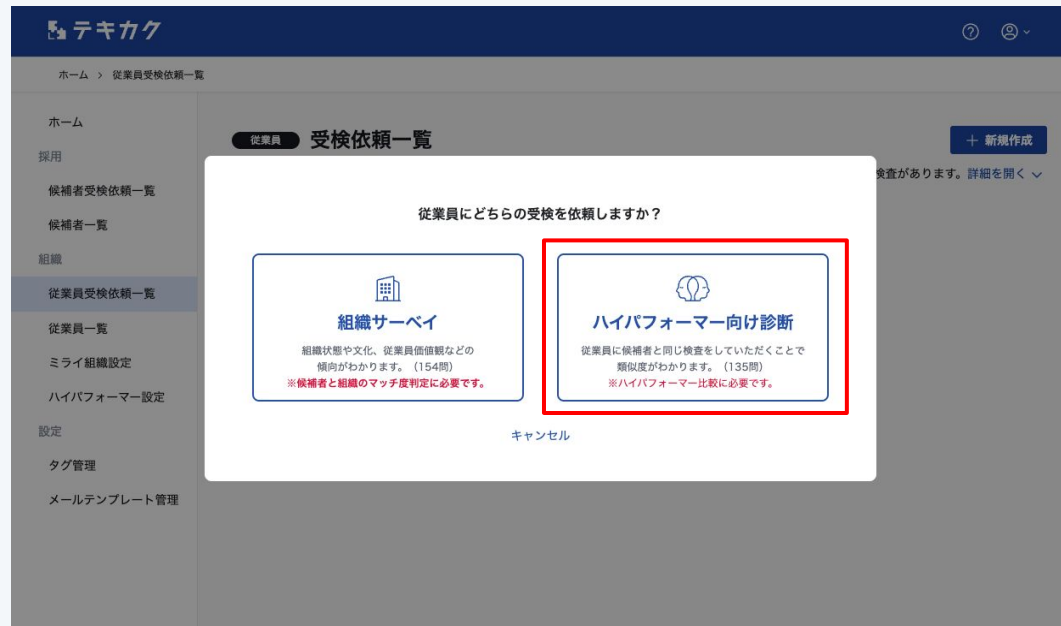 テキカク
ホーム > 従業員受検依頼一覧
ホーム
採用
候補者受検依頼一覧
候補者一覧
組織
従業員受検依頼一覧
従業員一覧
ミライ組織設定
ハイパフォーマー設定
設定
タグ管理
メールテンプレート管理
従業員 受検依頼一覧
＋ 新規作成
検査があります。詳細を開く
従業員にどちらの受検を依頼しますか？
組織サーベイ
組織状態や文化、従業員価値観などの
傾向がわかります。（154問）
※候補者と組織のマッチ度判定に必要です。
ハイパフォーマー向け診断
従業員に候補者と同じ検査をしていただくことで
類似度がわかります。（135問）
※ハイパフォーマー比較に必要です。
キャンセル